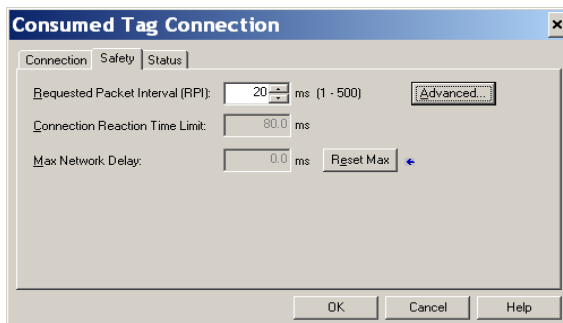 Consumed Tag Connection
Connection Safety Status
Requested Packet Interval (RPI): 20 ms (1 - 500) Advanced...
Connection Reaction Time Limit: 80.0 ms
Max Network Delay: 0.0 ms Reset Max
OK Cancel Help